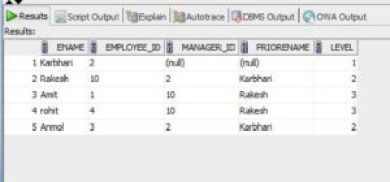 Results Script Output Explain Autotrace DBMS Output OWA Output
Results:
ENAME EMPLOYEE_ID MANAGER_ID PRIORENAME LEVEL
1 Karbhari 2 (null) (null) 1
2 Rakesh 10 2 Karbhari 2
3 Amit 1 10 Rakesh 3
4 rohit 4 10 Rakesh 3
5 Anmol 3 2 Karbhari 2